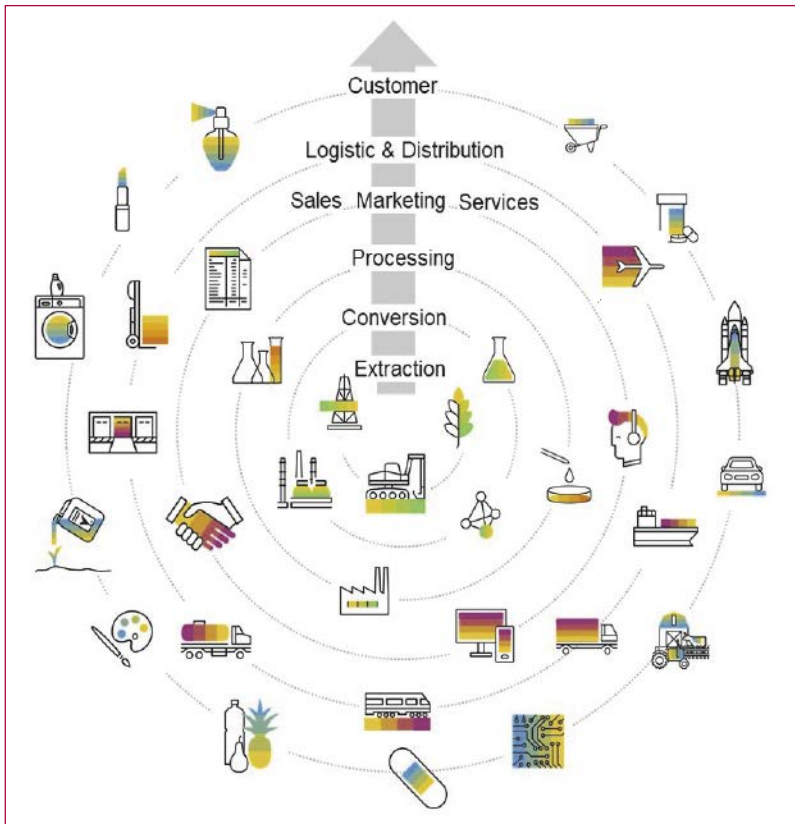 Customer
Logistic & Distribution
Sales Marketing Services
Processing
Conversion
Extraction